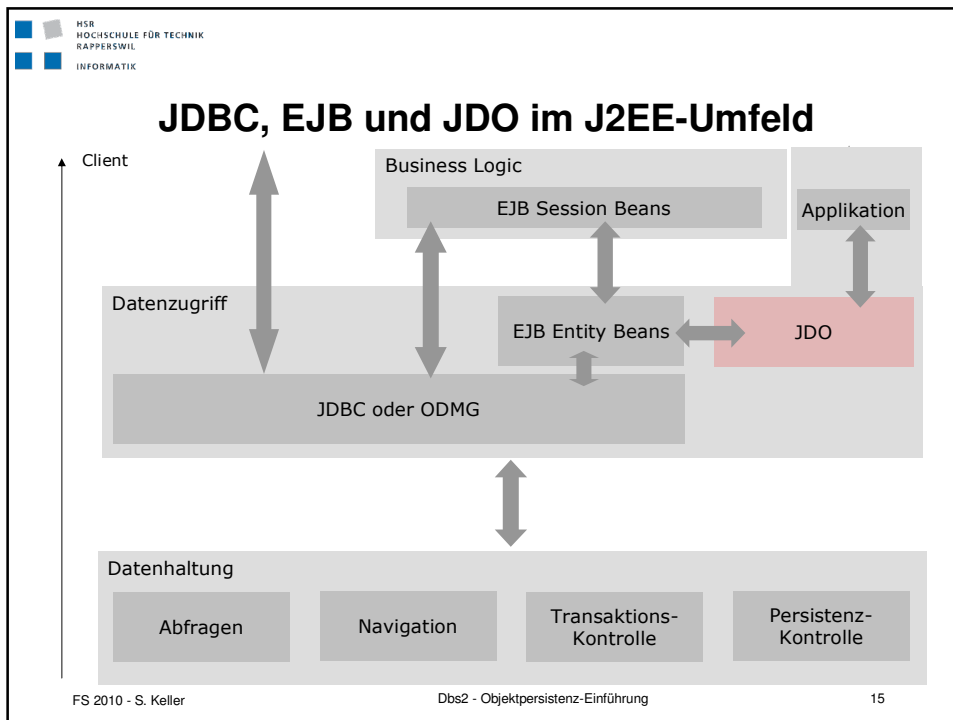 HSR
HOCHSCHULE FÜR TECHNIK
RAPPERSWIL
INFORMATIK
JDBC, EJB und JDO im J2EE-Umfeld
Client
Business Logic
EJB Session Beans
Applikation
Datenzugriff
EJB Entity Beans
JDO
JDBC oder ODMG
Datenhaltung
Abfragen
Navigation
Transaktions-
Kontrolle
Persistenz-
Kontrolle
FS 2010 - S. Keller
Dbs2 - Objektpersistenz-Einführung
15